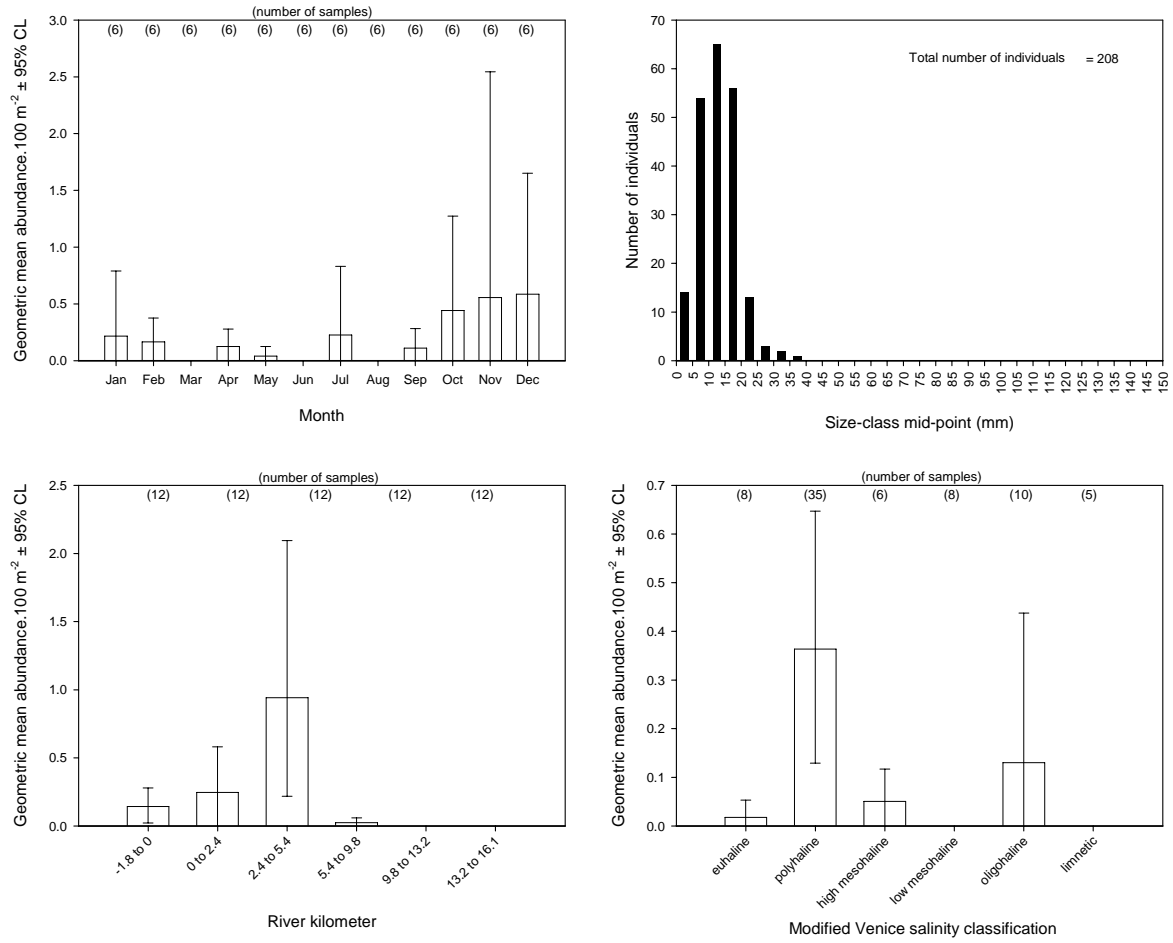 (number of samples)
(6) (6) (6) (6) (6) (6) (6) (6) (6) (6) (6)
Geometric mean abundance.100 m⁻² ± 95% CL
3.0
2.5
2.0
1.5
1.0
0.5
0.0
Jan Feb Mar Apr May Jun Jul Aug Sep Oct Nov Dec
Month
Number of individuals
70
60
50
40
30
20
10
0
Total number of individuals = 208
0 5 10 15 20 25 30 35 40 45 50 55 60 65 70 75 80 85 90 95 100 105 110 115 120 125 130 135 140 145 150
Size-class mid-point (mm)
(number of samples)
(12) (12) (12) (12) (12)
Geometric mean abundance.100 m⁻² ± 95% CL
2.5
2.0
1.5
1.0
0.5
0.0
-1.8 to 0
0 to 2.4
2.4 to 5.4
5.4 to 9.8
9.8 to 13.2
13.2 to 16.1
River kilometer
(number of samples)
(8) (35) (6) (8) (10) (5)
Geometric mean abundance.100 m⁻² ± 95% CL
0.7
0.6
0.5
0.4
0.3
0.2
0.1
0.0
euhaline
polyhaline
high mesohaline
low mesohaline
oligohaline
limnetic
Modified Venice salinity classification